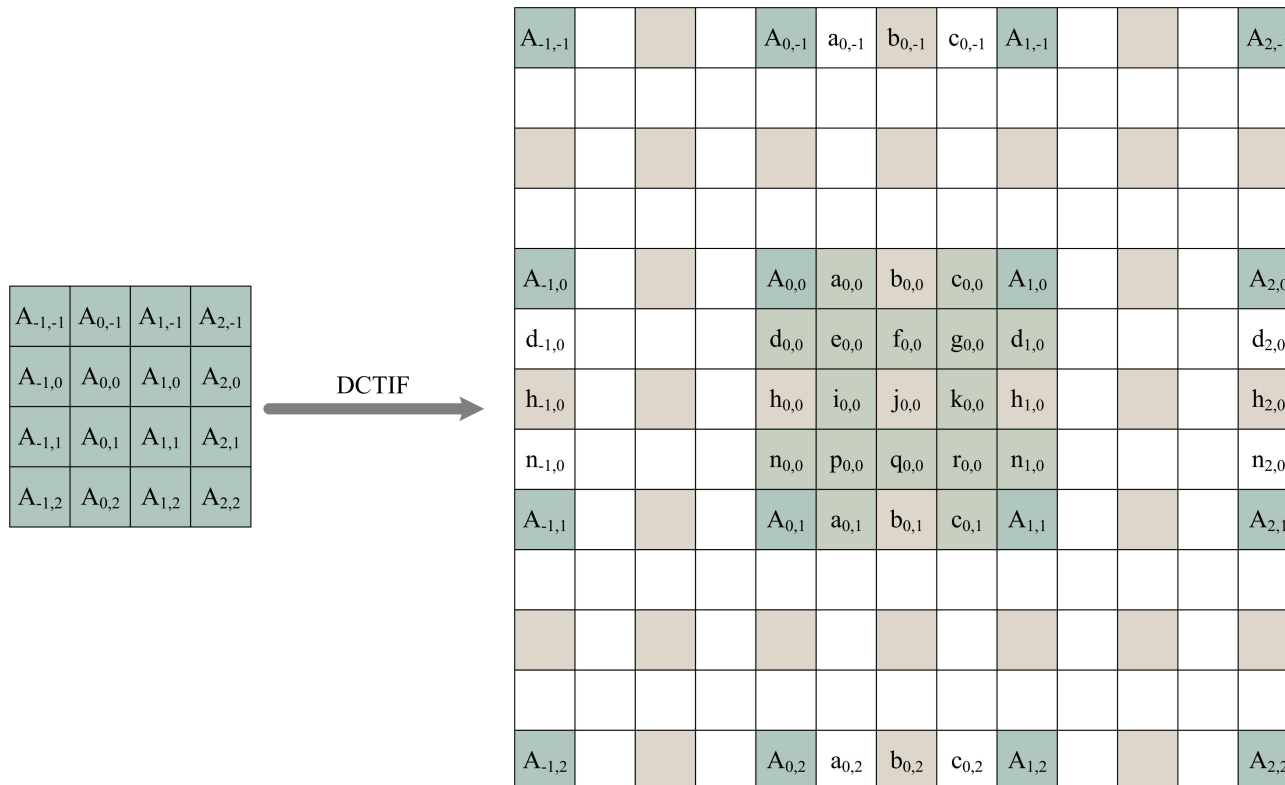 A-1,-1 A0,-1 A1,-1 A2,-1
A-1,0 A0,0 A1,0 A2,0
A-1,1 A0,1 A1,1 A2,1
A-1,2 A0,2 A1,2 A2,2
DCTIF
A-1,-1 A0,-1 a0,-1 b0,-1 c0,-1 A1,-1 A2,-
A-1,0 A0,0 a0,0 b0,0 c0,0 A1,0 A2,0
d-1,0 d0,0 e0,0 f0,0 g0,0 d1,0 d2,0
h-1,0 h0,0 i0,0 j0,0 k0,0 h1,0 h2,0
n-1,0 n0,0 p0,0 q0,0 r0,0 n1,0 n2,0
A-1,1 A0,1 a0,1 b0,1 c0,1 A1,1 A2,1
A-1,2 A0,2 a0,2 b0,2 c0,2 A1,2 A2,2